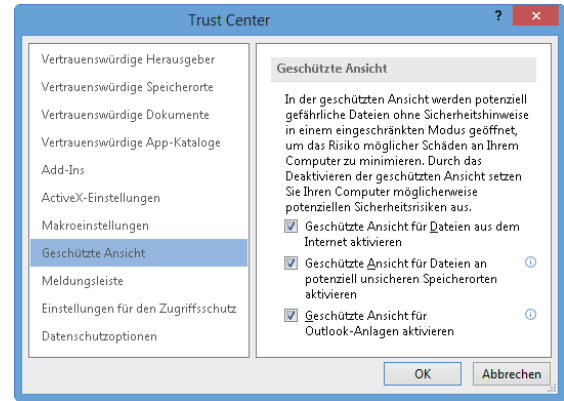 Trust Center
?
Vertrauenswürdige Herausgeber
Vertrauenswürdige Speicherorte
Vertrauenswürdige Dokumente
Vertrauenswürdige App-Kataloge
Add-Ins
ActiveX-Einstellungen
Makroeinstellungen
Geschützte Ansicht
Meldungsleiste
Einstellungen für den Zugriffsschutz
Datenschutzoptionen
Geschützte Ansicht
In der geschützten Ansicht werden potenziell
gefährliche Dateien ohne Sicherheitshinweise
in einem eingeschränkten Modus geöffnet,
um das Risiko möglicher Schäden an Ihrem
Computer zu minimieren. Durch das
Deaktivieren der geschützten Ansicht setzen
Sie Ihren Computer möglicherweise
potenziellen Sicherheitsrisiken aus.
Geschützte Ansicht für Dateien aus dem
Internet aktivieren
Geschützte Ansicht für Dateien an
potenziell unsicheren Speicherorten
aktivieren
Geschützte Ansicht für
Outlook-Anlagen aktivieren
OK
Abbrechen